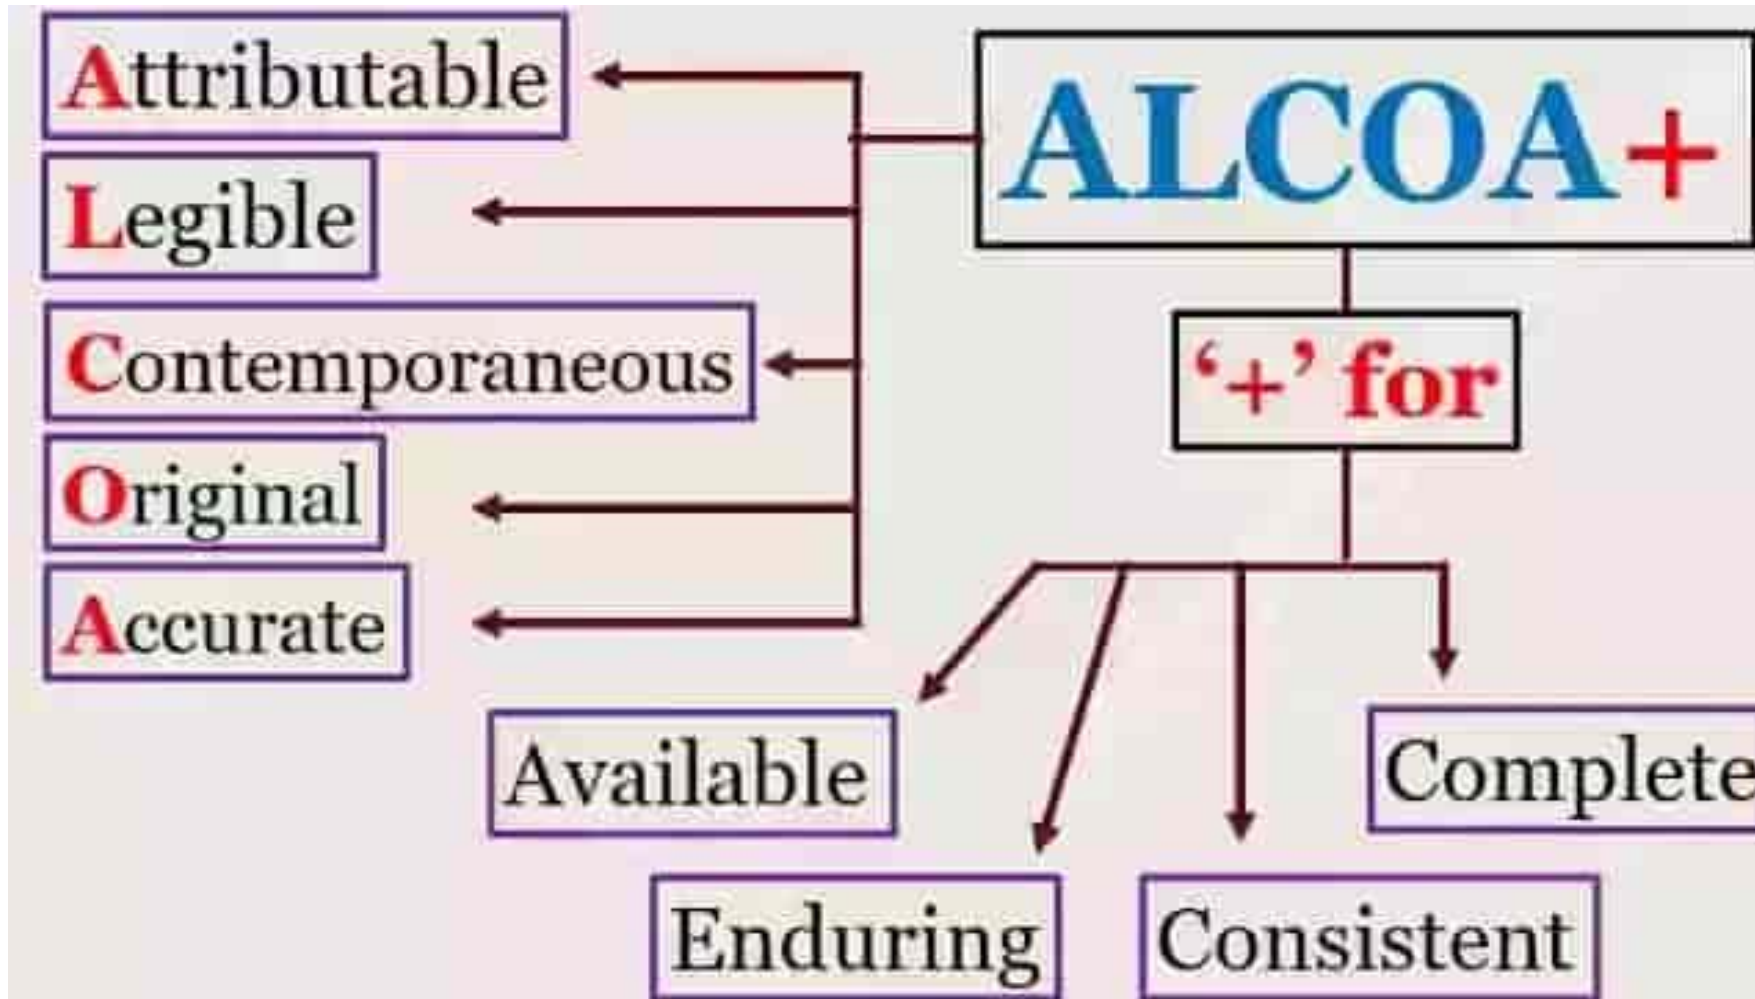 ALCOA+
Attributable
Legible
Contemporaneous
Original
Accurate
‘+’ for
Available
Enduring
Consistent
Complete